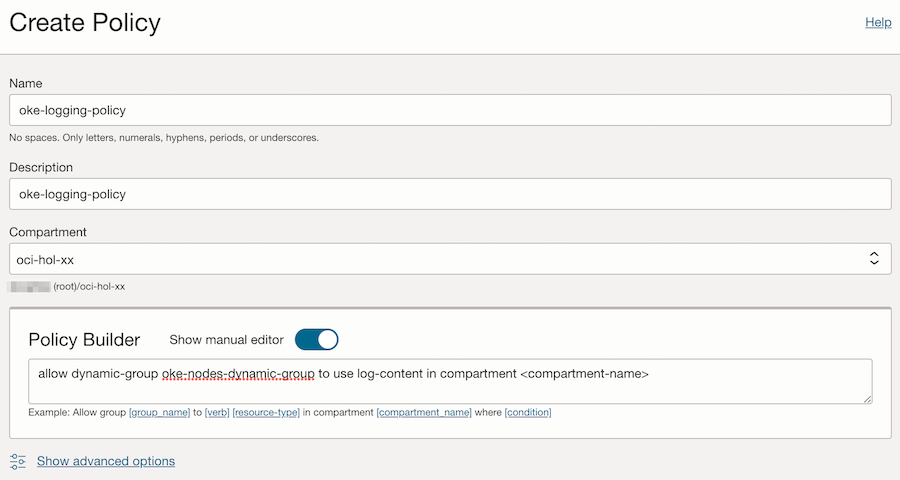 Create Policy
Help
Name
oke-logging-policy
No spaces. Only letters, numerals, hyphens, periods, or underscores.
Description
oke-logging-policy
Compartment
oci-hol-xx
(root)/oci-hol-xx
Policy Builder
Show manual editor
allow dynamic-group oke-nodes-dynamic-group to use log-content in compartment <compartment-name>
Example: Allow group [group_name] to [verb] [resource-type] in compartment [compartment_name] where [condition]
Show advanced options